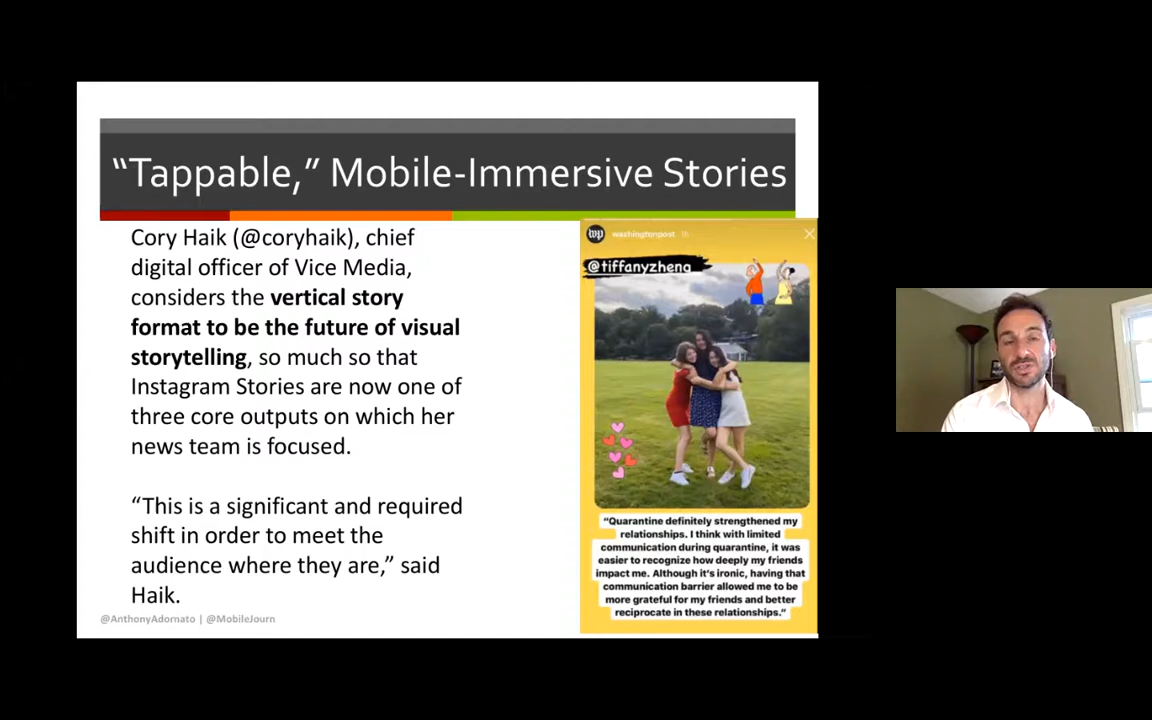 “Tappable,” Mobile-Immersive Stories
Cory Haik (@coryhaik), chief
digital officer of Vice Media,
considers the vertical story
format to be the future of visual
storytelling, so much so that
Instagram Stories are now one of
three core outputs on which her
news team is focused.
“This is a significant and required
shift in order to meet the
audience where they are,” said
Haik.
@AnthonyAdornato | @MobileJourn
wp
washingtonpost 1h
@tiffanyzheng
“Quarantine definitely strengthened my
relationships. I think with limited
communication during quarantine, it was
easier to recognize how deeply my friends
impact me. Although it's ironic, having that
communication barrier allowed me to be
more grateful for my friends and better
reciprocate in these relationships.”